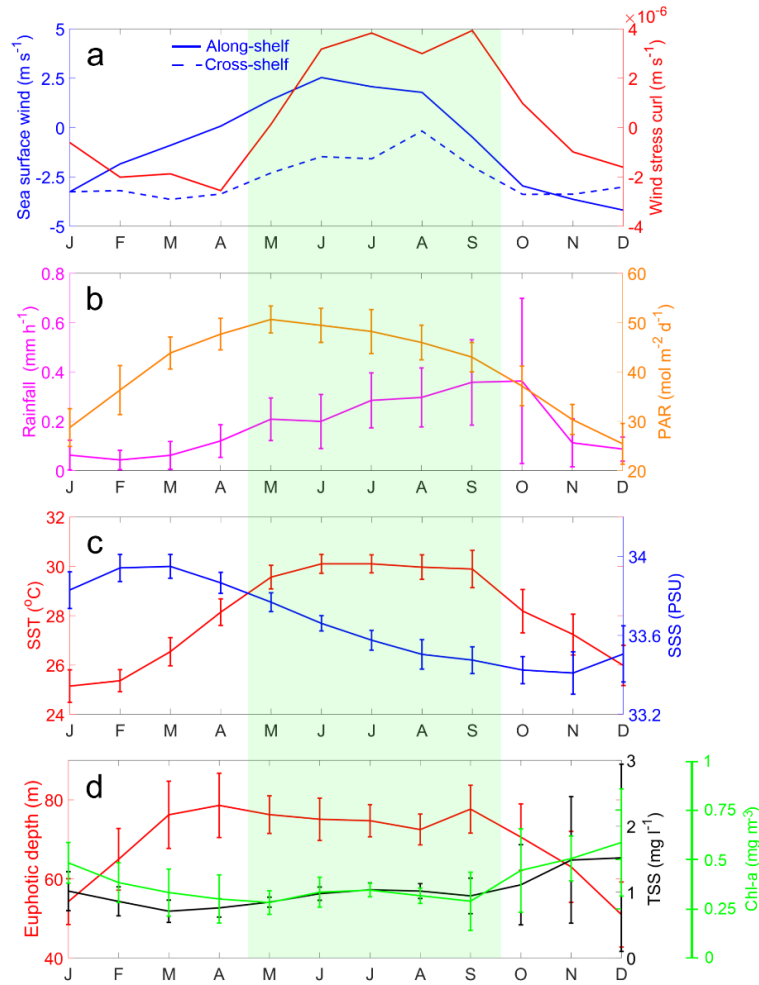 a
Along-shelf
Cross-shelf
×10⁻⁶
Sea surface wind (m s⁻¹)
5
2.5
0
-2.5
-5
Wind stress curl (m s⁻¹)
4
2
0
-2
-4
J F M A M J J A S O N D
b
Rainfall (mm h⁻¹)
0.8
0.6
0.4
0.2
0
PAR (mol m⁻² d⁻¹)
60
50
40
30
20
J F M A M J J A S O N D
c
SST (°C)
32
30
28
26
24
SSS (PSU)
34
33.6
33.2
J F M A M J J A S O N D
d
Euphotic depth (m)
80
60
40
TSS (mg l⁻¹)
3
2
1
0
Chl-a (mg m⁻³)
1
0.75
0.5
0.25
0
J F M A M J J A S O N D